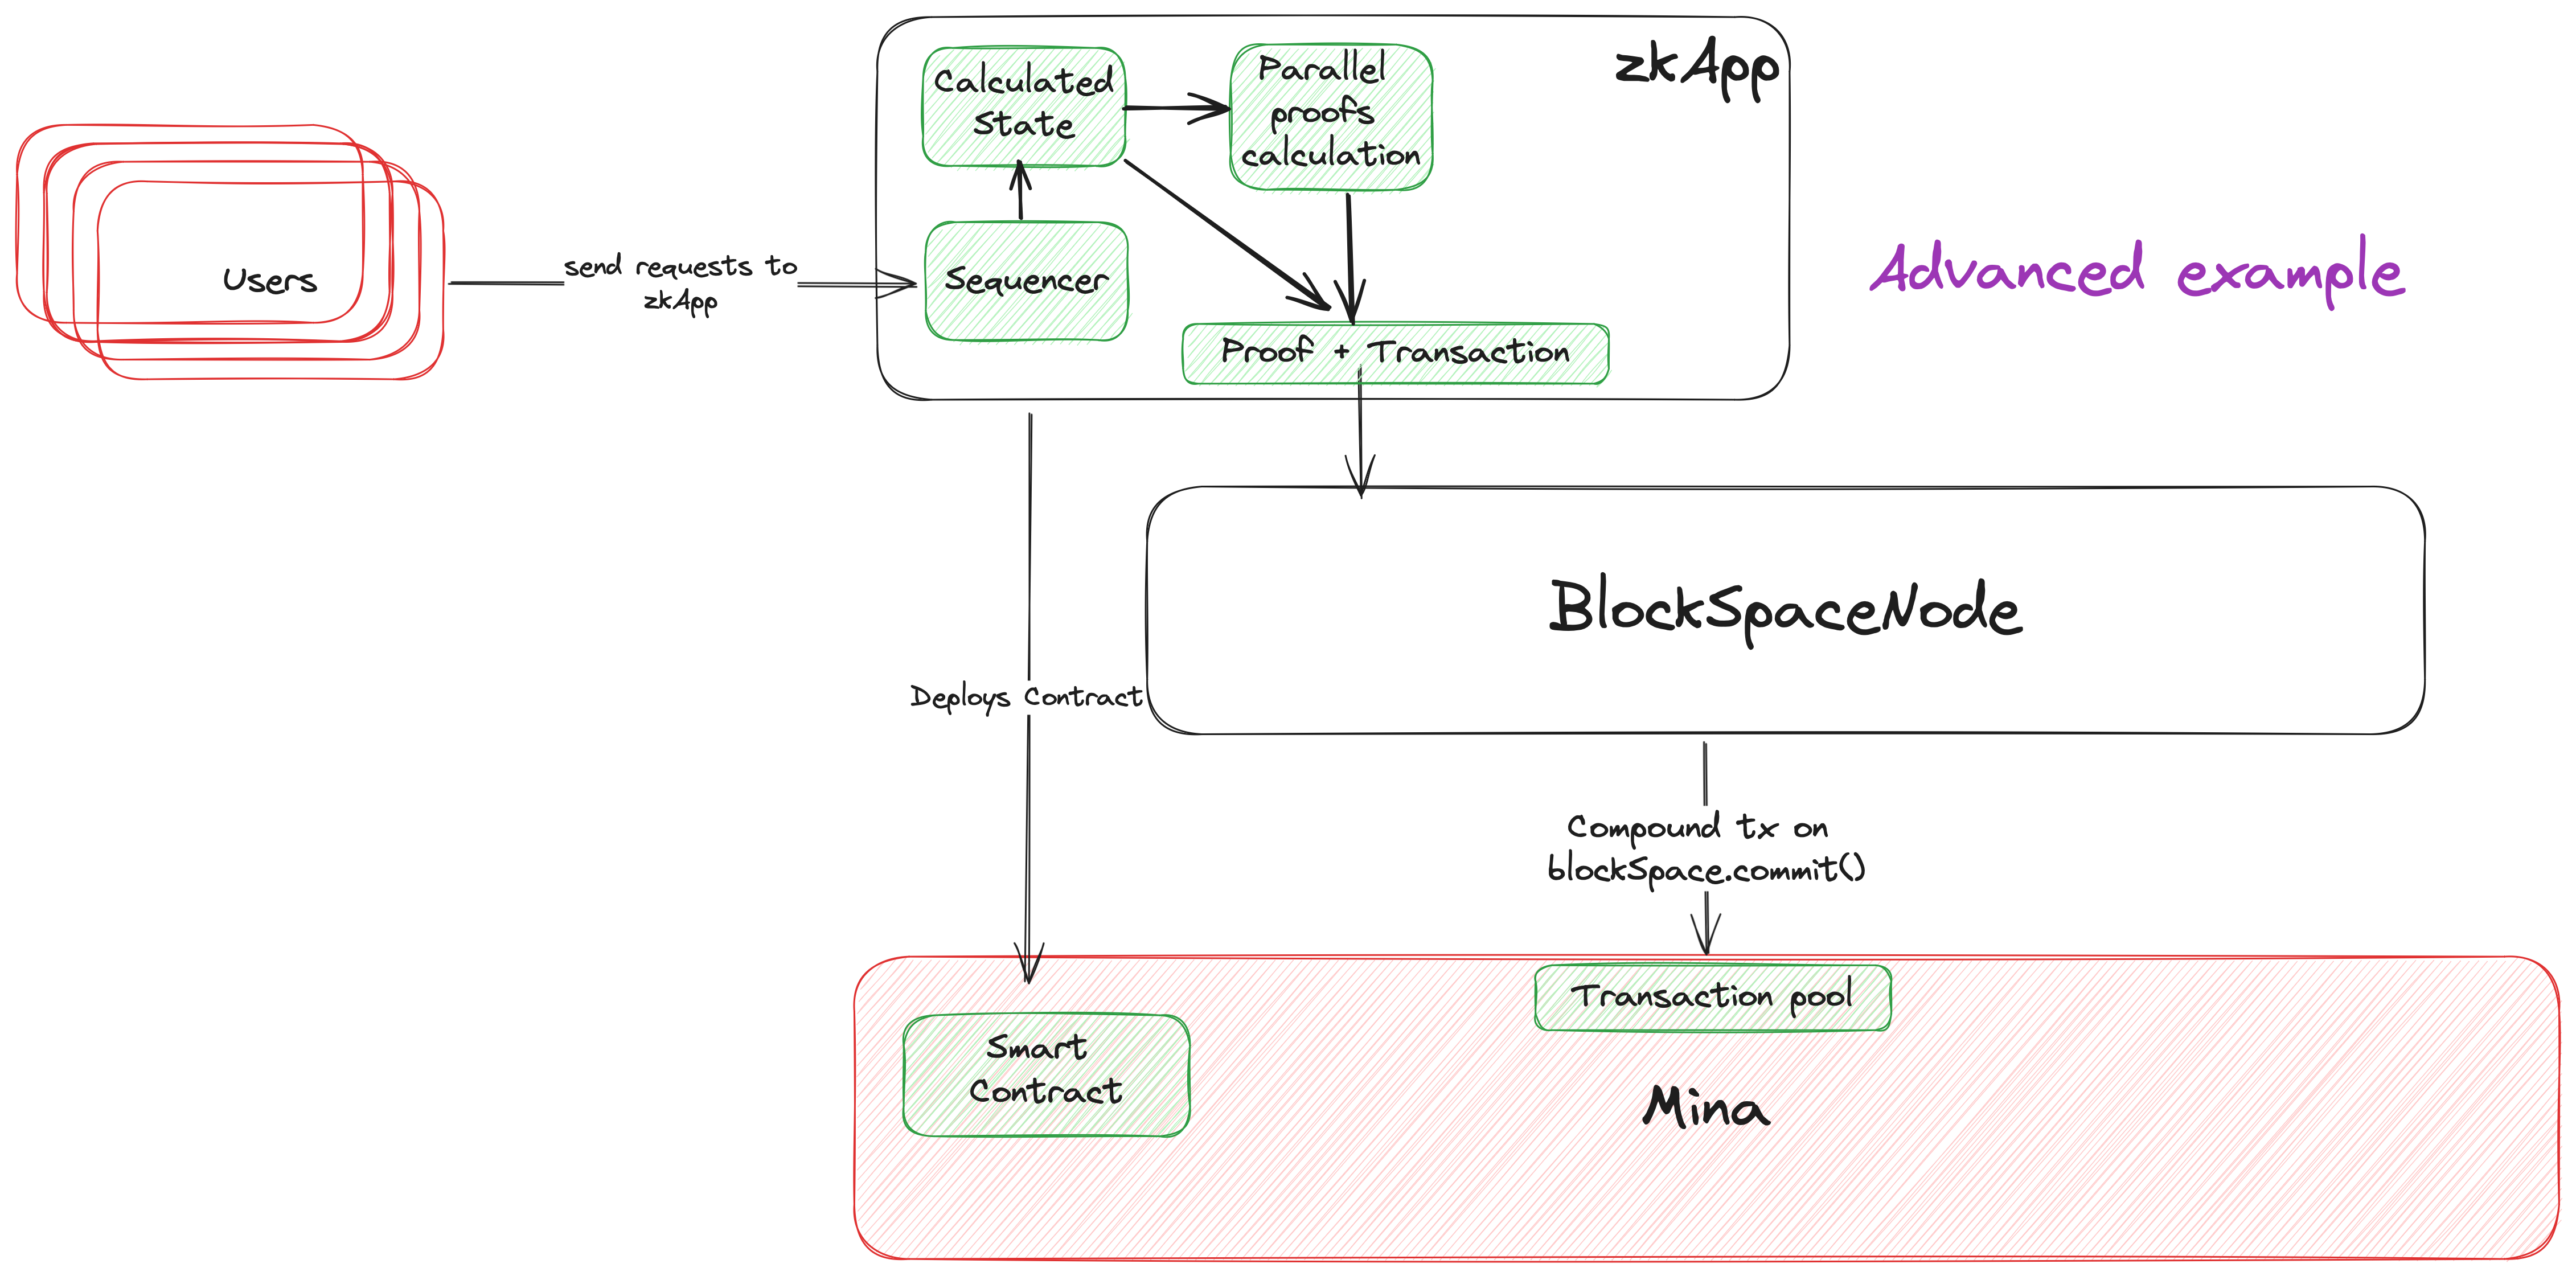 zkApp
Calculated
State
Parallel
proofs
calculation
Users
send requests to
zkApp
Sequencer
Advanced example
Proof + Transaction
BlockSpaceNode
Deploys Contract
Compound tx on
blockSpace.commit()
Transaction pool
Smart
Contract
Mina